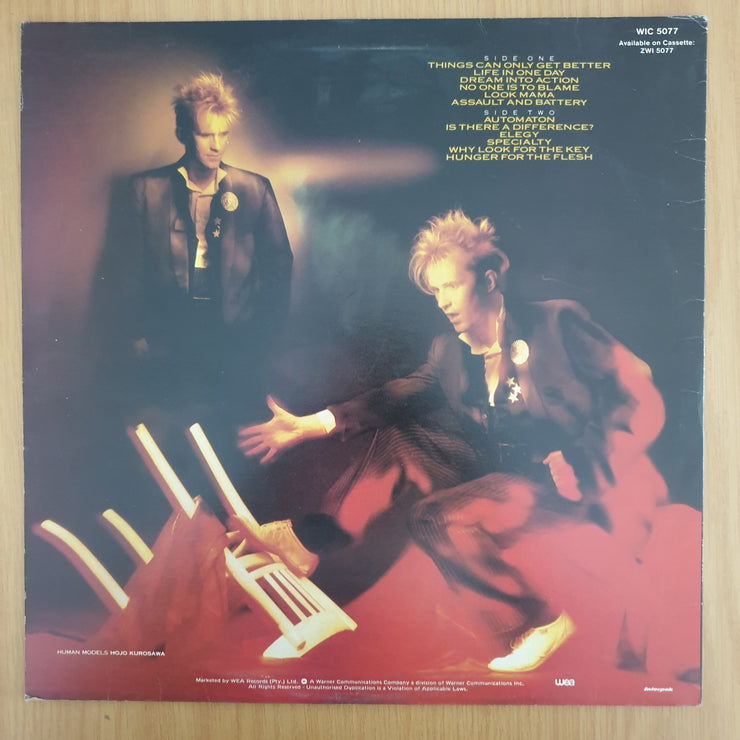 WIC 5077
Available on Cassette:
ZWI 5077
SIDE ONE
THINGS CAN ONLY GET BETTER
LIFE IN ONE DAY
DREAM INTO ACTION
NO ONE IS TO BLAME
LOOK MAMA
ASSAULT AND BATTERY
SIDE TWO
AUTOMATON
IS THERE A DIFFERENCE?
ELEGY
SPECIALTY
WHY LOOK FOR THE KEY
HUNGER FOR THE FLESH
HUMAN MODELS HOJO KUROSAWA
Marketed by WEA Records (Pty.) Ltd. A Warner Communications Company a division of Warner Communications Inc.
All Rights Reserved · Unauthorised Duplication is a Violation of Applicable Laws.
wea
Interpak